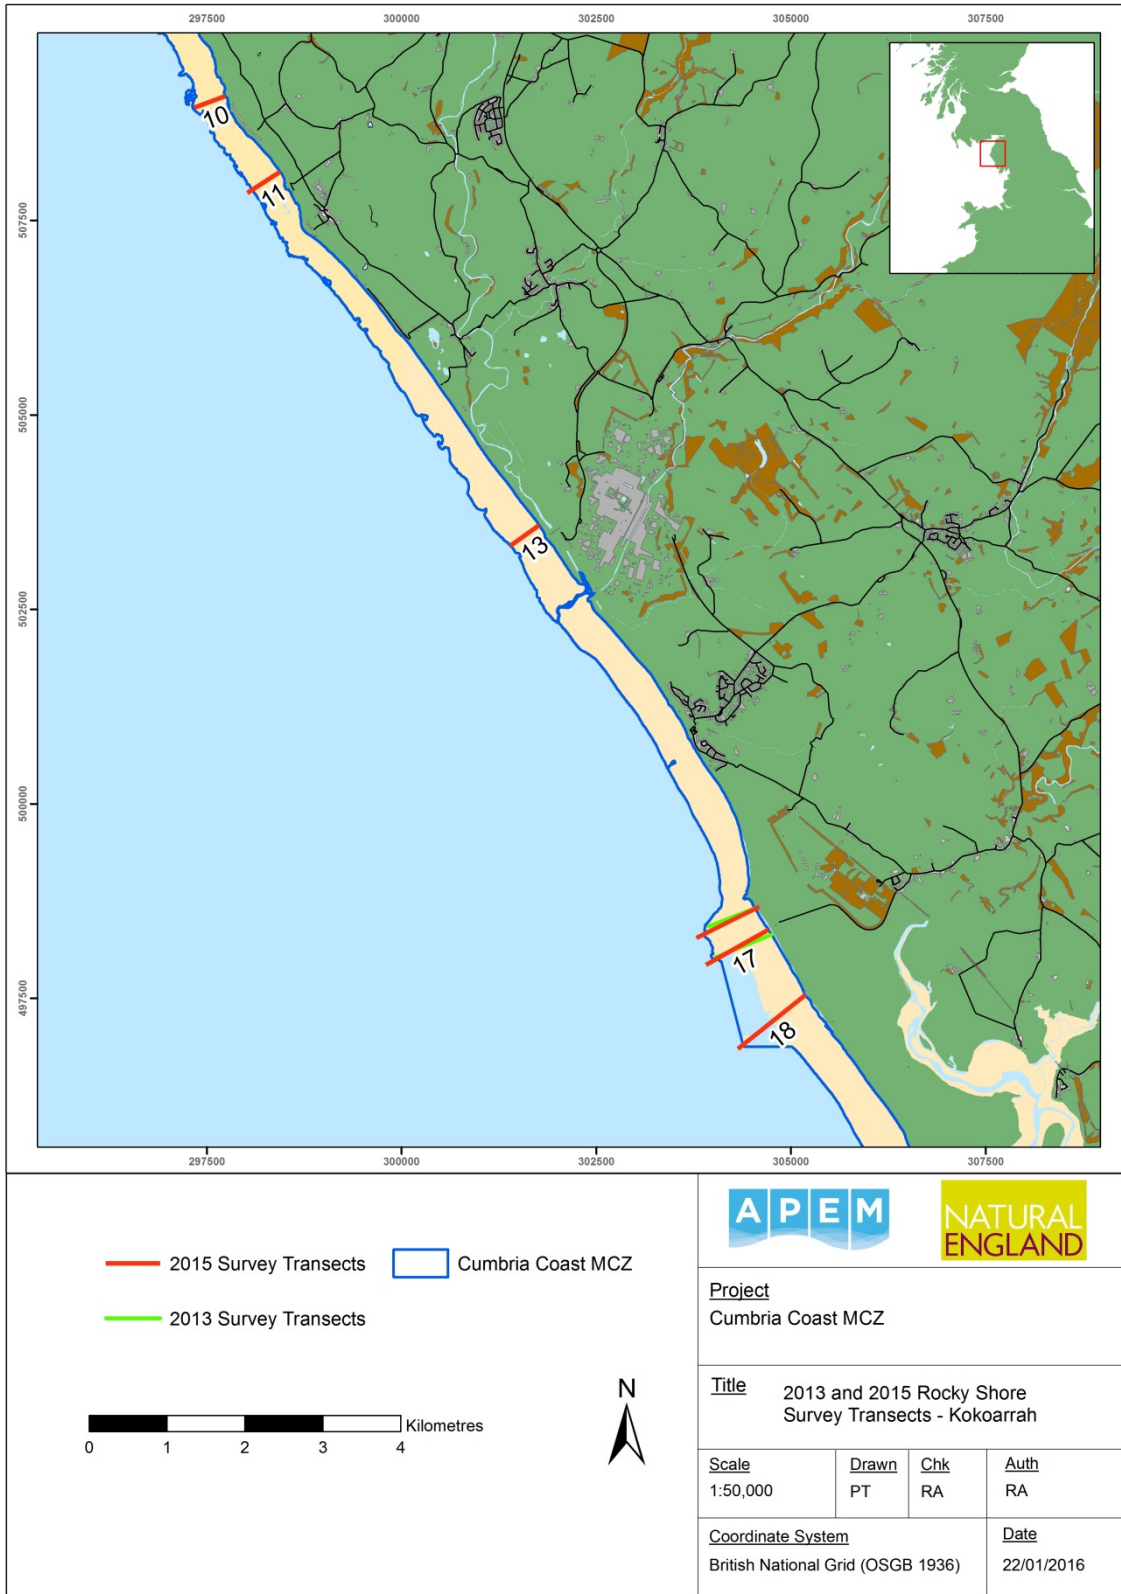 297500 300000 302500 305000 307500
507500
505000
502500
500000
497500
10
11
13
17
18
297500 300000 302500 305000 307500
2015 Survey Transects
Cumbria Coast MCZ
2013 Survey Transects
Kilometres
0 1 2 3 4
N
APEM
NATURAL
ENGLAND
Project
Cumbria Coast MCZ
Title
2013 and 2015 Rocky Shore
Survey Transects - Kokoarrah
Scale
1:50,000
Drawn
PT
Chk
RA
Auth
RA
Coordinate System
British National Grid (OSGB 1936)
Date
22/01/2016